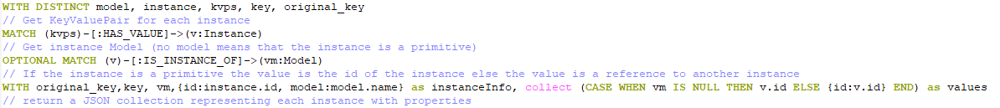 WITH DISTINCT model, instance, kvps, key, original_key
// Get KeyValuePair for each instance
MATCH (kvps)-[:HAS_VALUE]->(v:Instance)
// Get instance Model (no model means that the instance is a primitive)
OPTIONAL MATCH (v)-[:IS_INSTANCE_OF]->(vm:Model)
// If the instance is a primitive the value is the id of the instance else the value is a reference to another instance
WITH original_key,key, vm,{id:instance.id, model:model.name} as instanceInfo, collect (CASE WHEN vm IS NULL THEN v.id ELSE {id:v.id} END) as values
// return a JSON collection representing each instance with properties